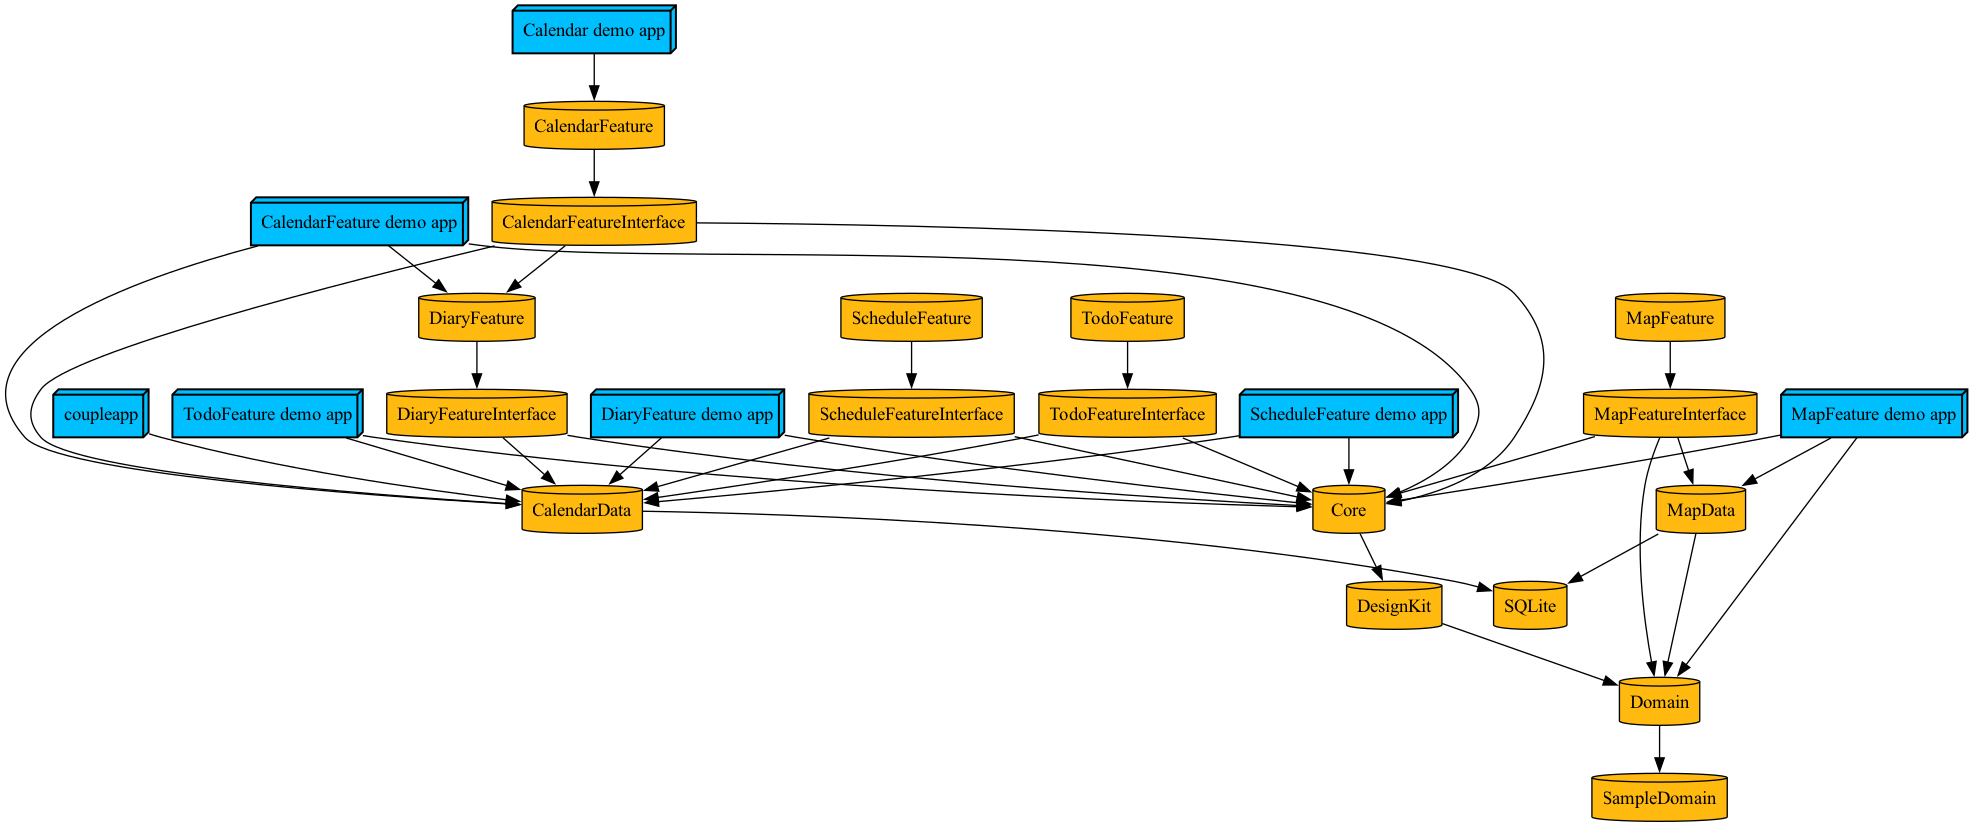 Calendar demo app
CalendarFeature
CalendarFeature demo app
CalendarFeatureInterface
DiaryFeature
ScheduleFeature
TodoFeature
MapFeature
coupleapp
TodoFeature demo app
DiaryFeatureInterface
DiaryFeature demo app
ScheduleFeatureInterface
TodoFeatureInterface
ScheduleFeature demo app
MapFeatureInterface
MapFeature demo app
CalendarData
Core
MapData
DesignKit
SQLite
Domain
SampleDomain